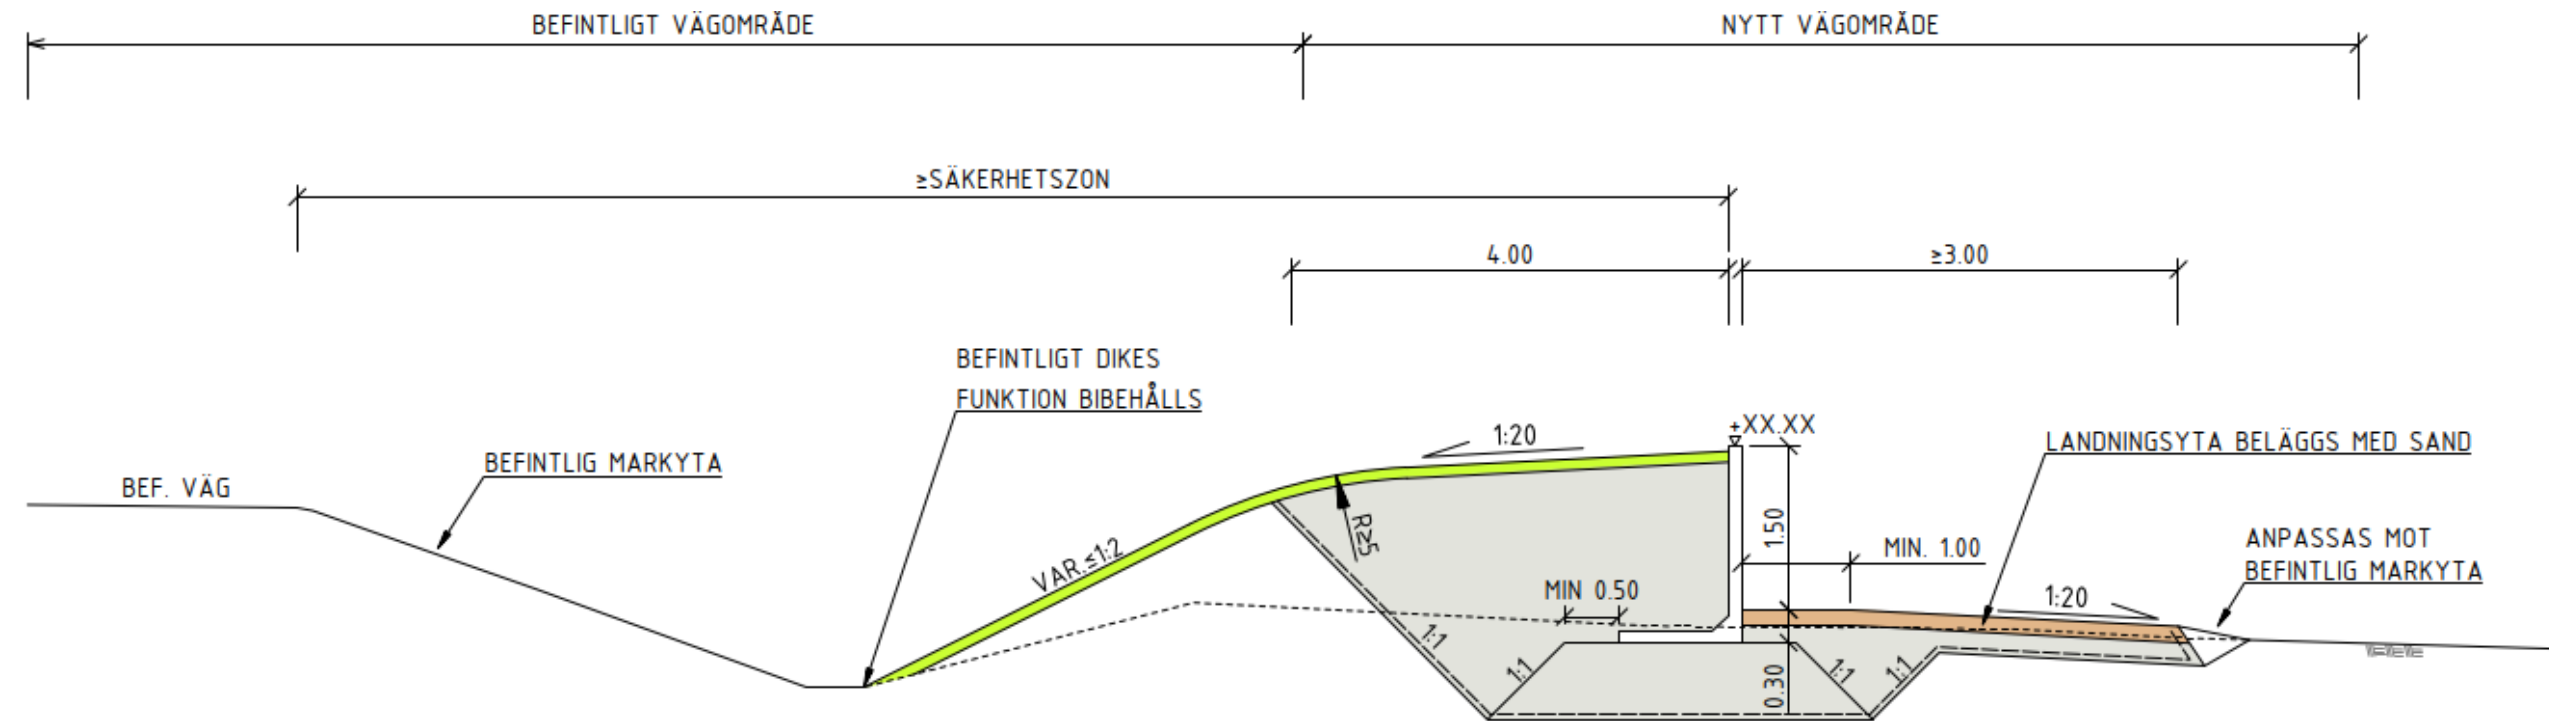 BEFINTLIGT VÄGOMRÅDE
NYTT VÄGOMRÅDE
≥SÄKERHETSZON
4.00
≥3.00
BEFINTLIGT DIKES
FUNKTION BIBEHÅLLS
+XX.XX
1:20
LANDNINGSYTA BELÄGGS MED SAND
BEFINTLIG MARKYTA
BEF. VÄG
R≥5
1.50
MIN. 1.00
ANPASSAS MOT
BEFINTLIG MARKYTA
VAR.≤1:2
MIN 0.50
1:20
1:1
1:1
1:1
1:1
0.30